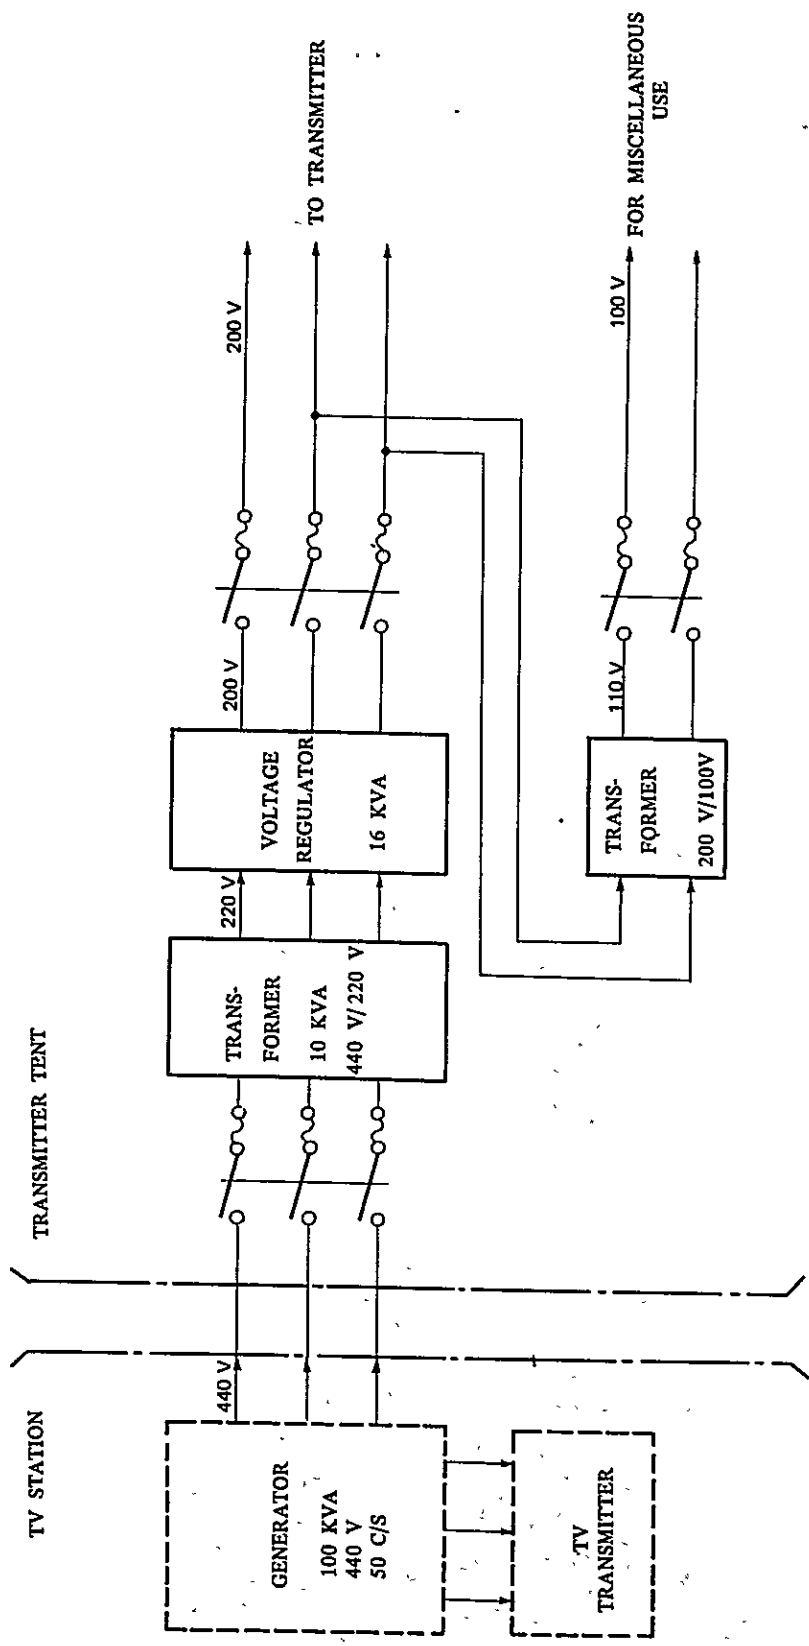 TV STATION
TRANSMITTER TENT
GENERATOR
100 KVA
440 V
50 C/S
TV
TRANSMITTER
440 V
TRANS-
FORMER
10 KVA
440 V/220 V
220 V
VOLTAGE
REGULATOR
16 KVA
200 V
200 V
TO TRANSMITTER
TRANS-
FORMER
200 V/100V
110 V
100 V
FOR MISCELLANEOUS
USE